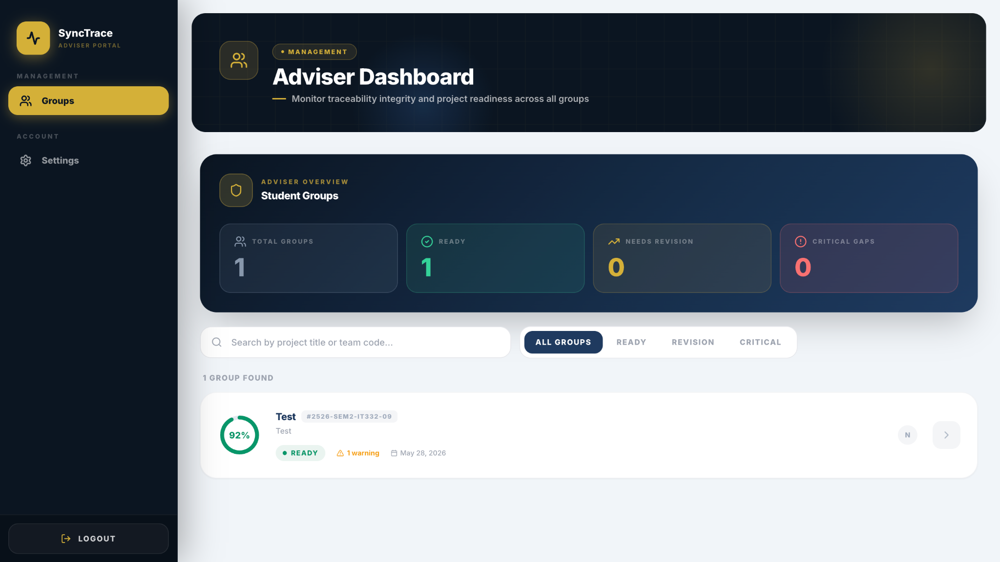 SyncTrace
ADVISER PORTAL
MANAGEMENT
Groups
ACCOUNT
Settings
LOGOUT
MANAGEMENT
Adviser Dashboard
Monitor traceability integrity and project readiness across all groups
ADVISER OVERVIEW
Student Groups
TOTAL GROUPS
1
READY
1
NEEDS REVISION
0
CRITICAL GAPS
0
Search by project title or team code...
ALL GROUPS
READY
REVISION
CRITICAL
1 GROUP FOUND
92%
Test #2526-SEM2-IT332-09
Test
READY
1 warning
May 28, 2026
N